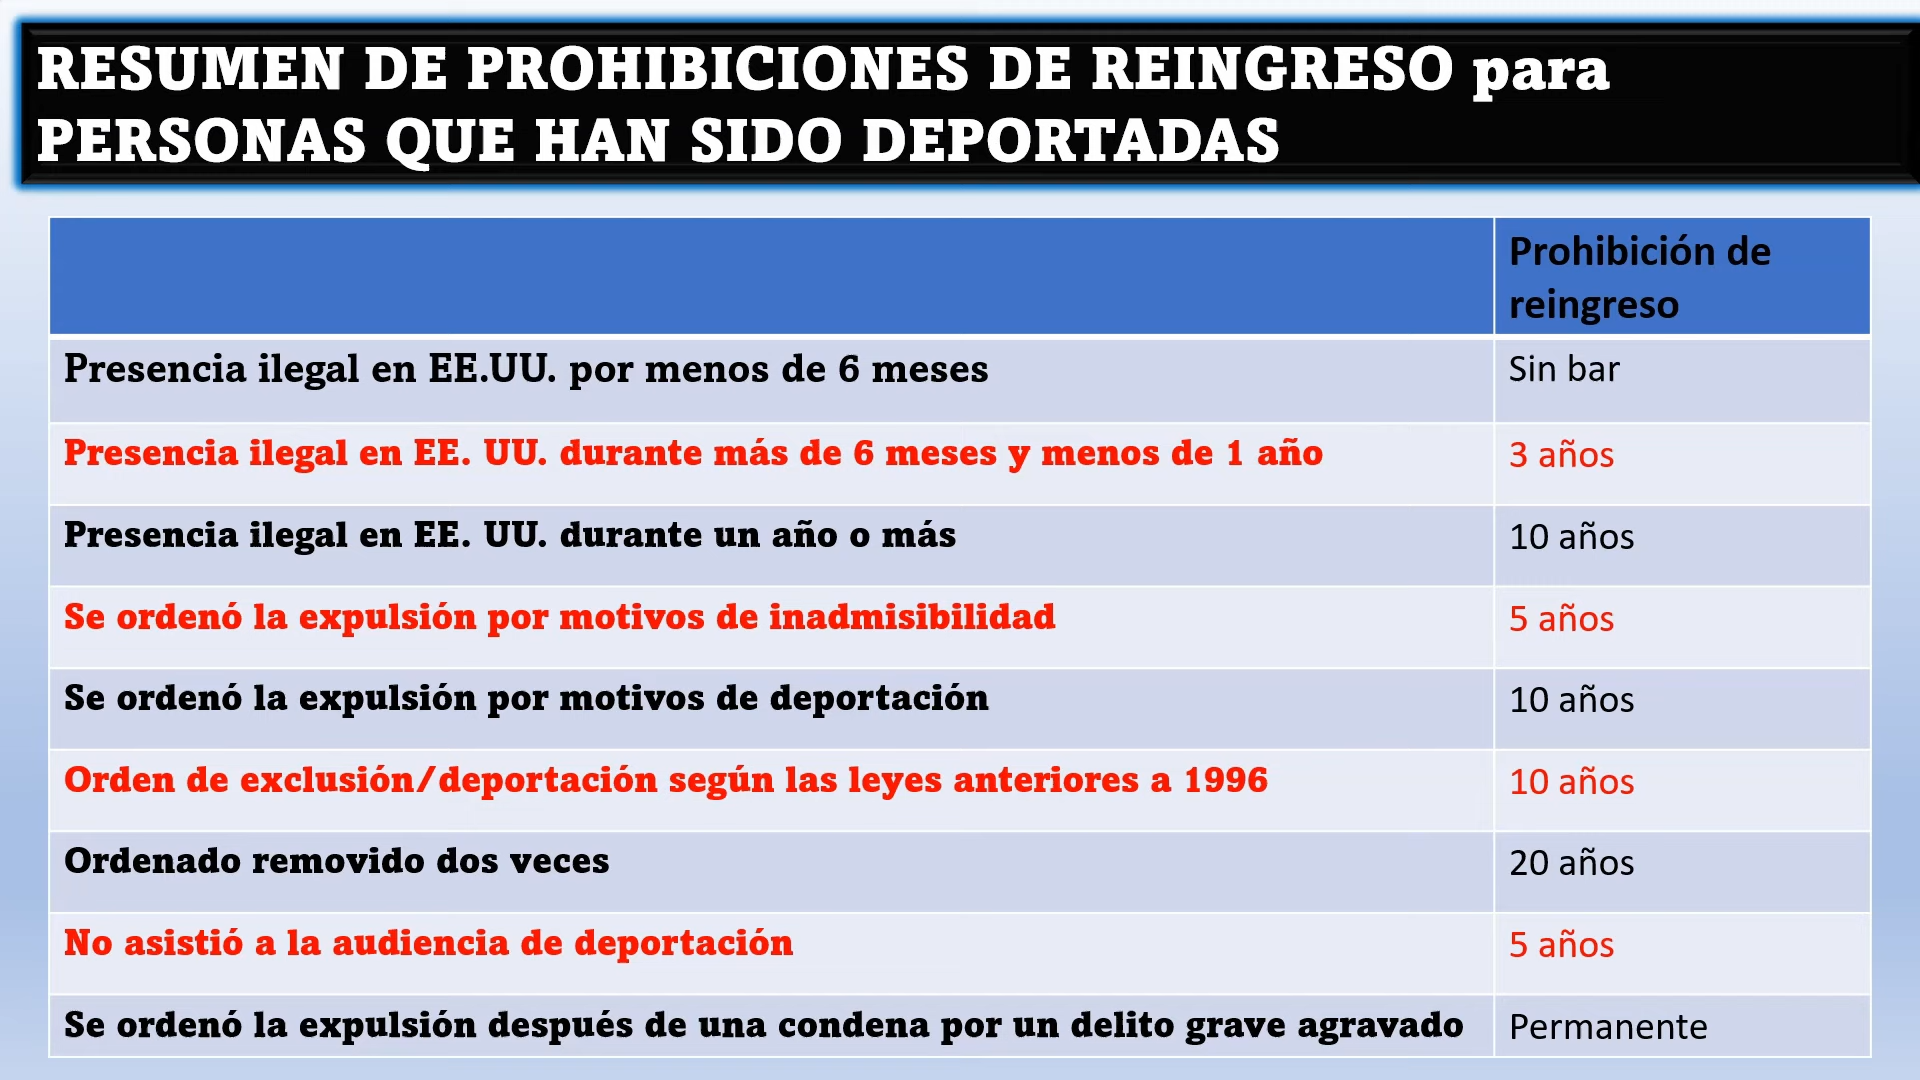 RESUMEN DE PROHIBICIONES DE REINGRESO para
PERSONAS QUE HAN SIDO DEPORTADAS
Prohibición de
reingreso
Presencia ilegal en EE.UU. por menos de 6 meses
Sin bar
Presencia ilegal en EE. UU. durante más de 6 meses y menos de 1 año
3 años
Presencia ilegal en EE. UU. durante un año o más
10 años
Se ordenó la expulsión por motivos de inadmisibilidad
5 años
Se ordenó la expulsión por motivos de deportación
10 años
Orden de exclusión/deportación según las leyes anteriores a 1996
10 años
Ordenado removido dos veces
20 años
No asistió a la audiencia de deportación
5 años
Se ordenó la expulsión después de una condena por un delito grave agravado
Permanente